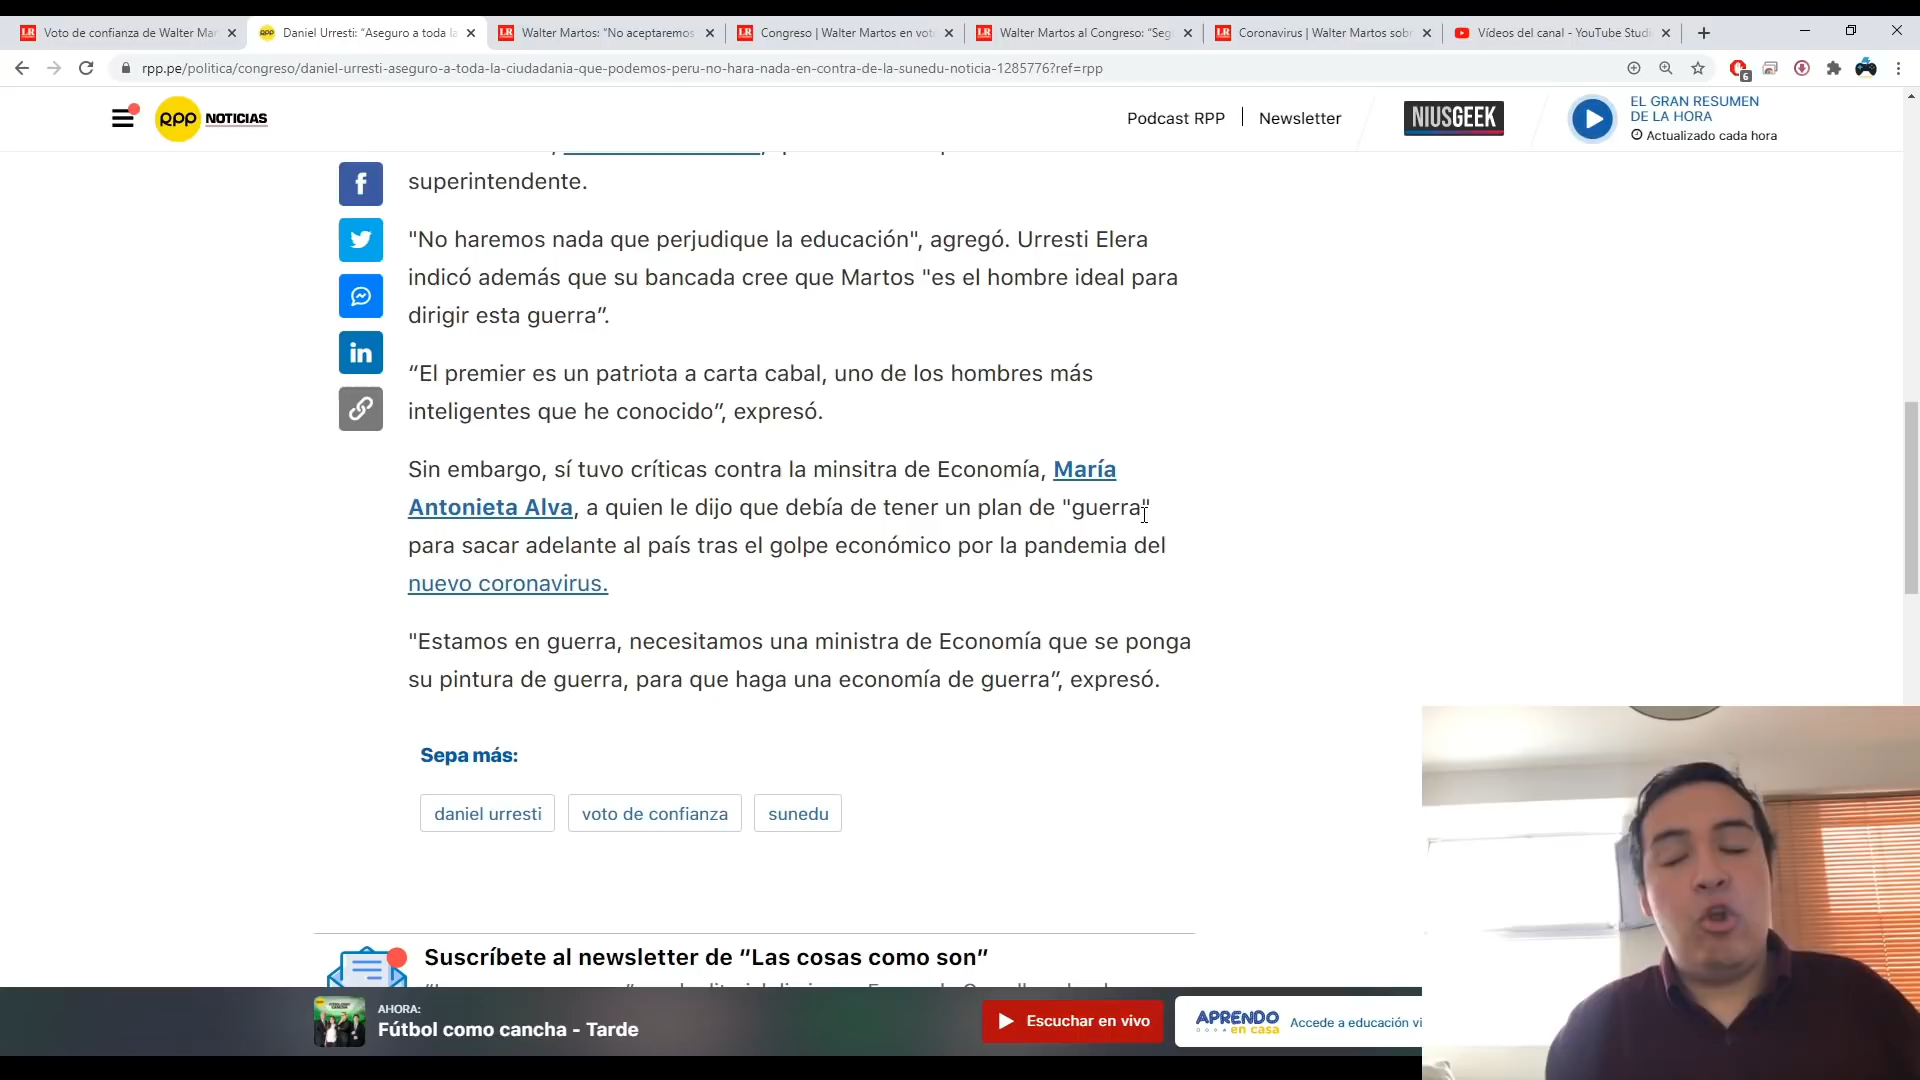 Voto de confianza de Walter Mar
Daniel Urresti: "Aseguro a toda la
Walter Martos: "No aceptaremos
Congreso | Walter Martos en vot
Walter Martos al Congreso: "Seg
Coronavirus | Walter Martos sobr
Vídeos del canal - YouTube Studi
rpp.pe/politica/congreso/daniel-urresti-aseguro-a-toda-la-ciudadania-que-podemos-peru-no-hara-nada-en-contra-de-la-sunedu-noticia-1285776?ref=rpp
6
RPP NOTICIAS
Podcast RPP
Newsletter
NIUSGEEK
EL GRAN RESUMEN
DE LA HORA
Actualizado cada hora
superintendente.
"No haremos nada que perjudique la educación", agregó. Urresti Elera
indicó además que su bancada cree que Martos "es el hombre ideal para
dirigir esta guerra”.
“El premier es un patriota a carta cabal, uno de los hombres más
inteligentes que he conocido”, expresó.
Sin embargo, sí tuvo críticas contra la minsitra de Economía, María
Antonieta Alva, a quien le dijo que debía de tener un plan de "guerra"
para sacar adelante al país tras el golpe económico por la pandemia del
nuevo coronavirus.
"Estamos en guerra, necesitamos una ministra de Economía que se ponga
su pintura de guerra, para que haga una economía de guerra”, expresó.
Sepa más:
daniel urresti
voto de confianza
sunedu
Suscríbete al newsletter de “Las cosas como son”
AHORA:
Fútbol como cancha - Tarde
Escuchar en vivo
APRENDO
en casa
Accede a educación vi